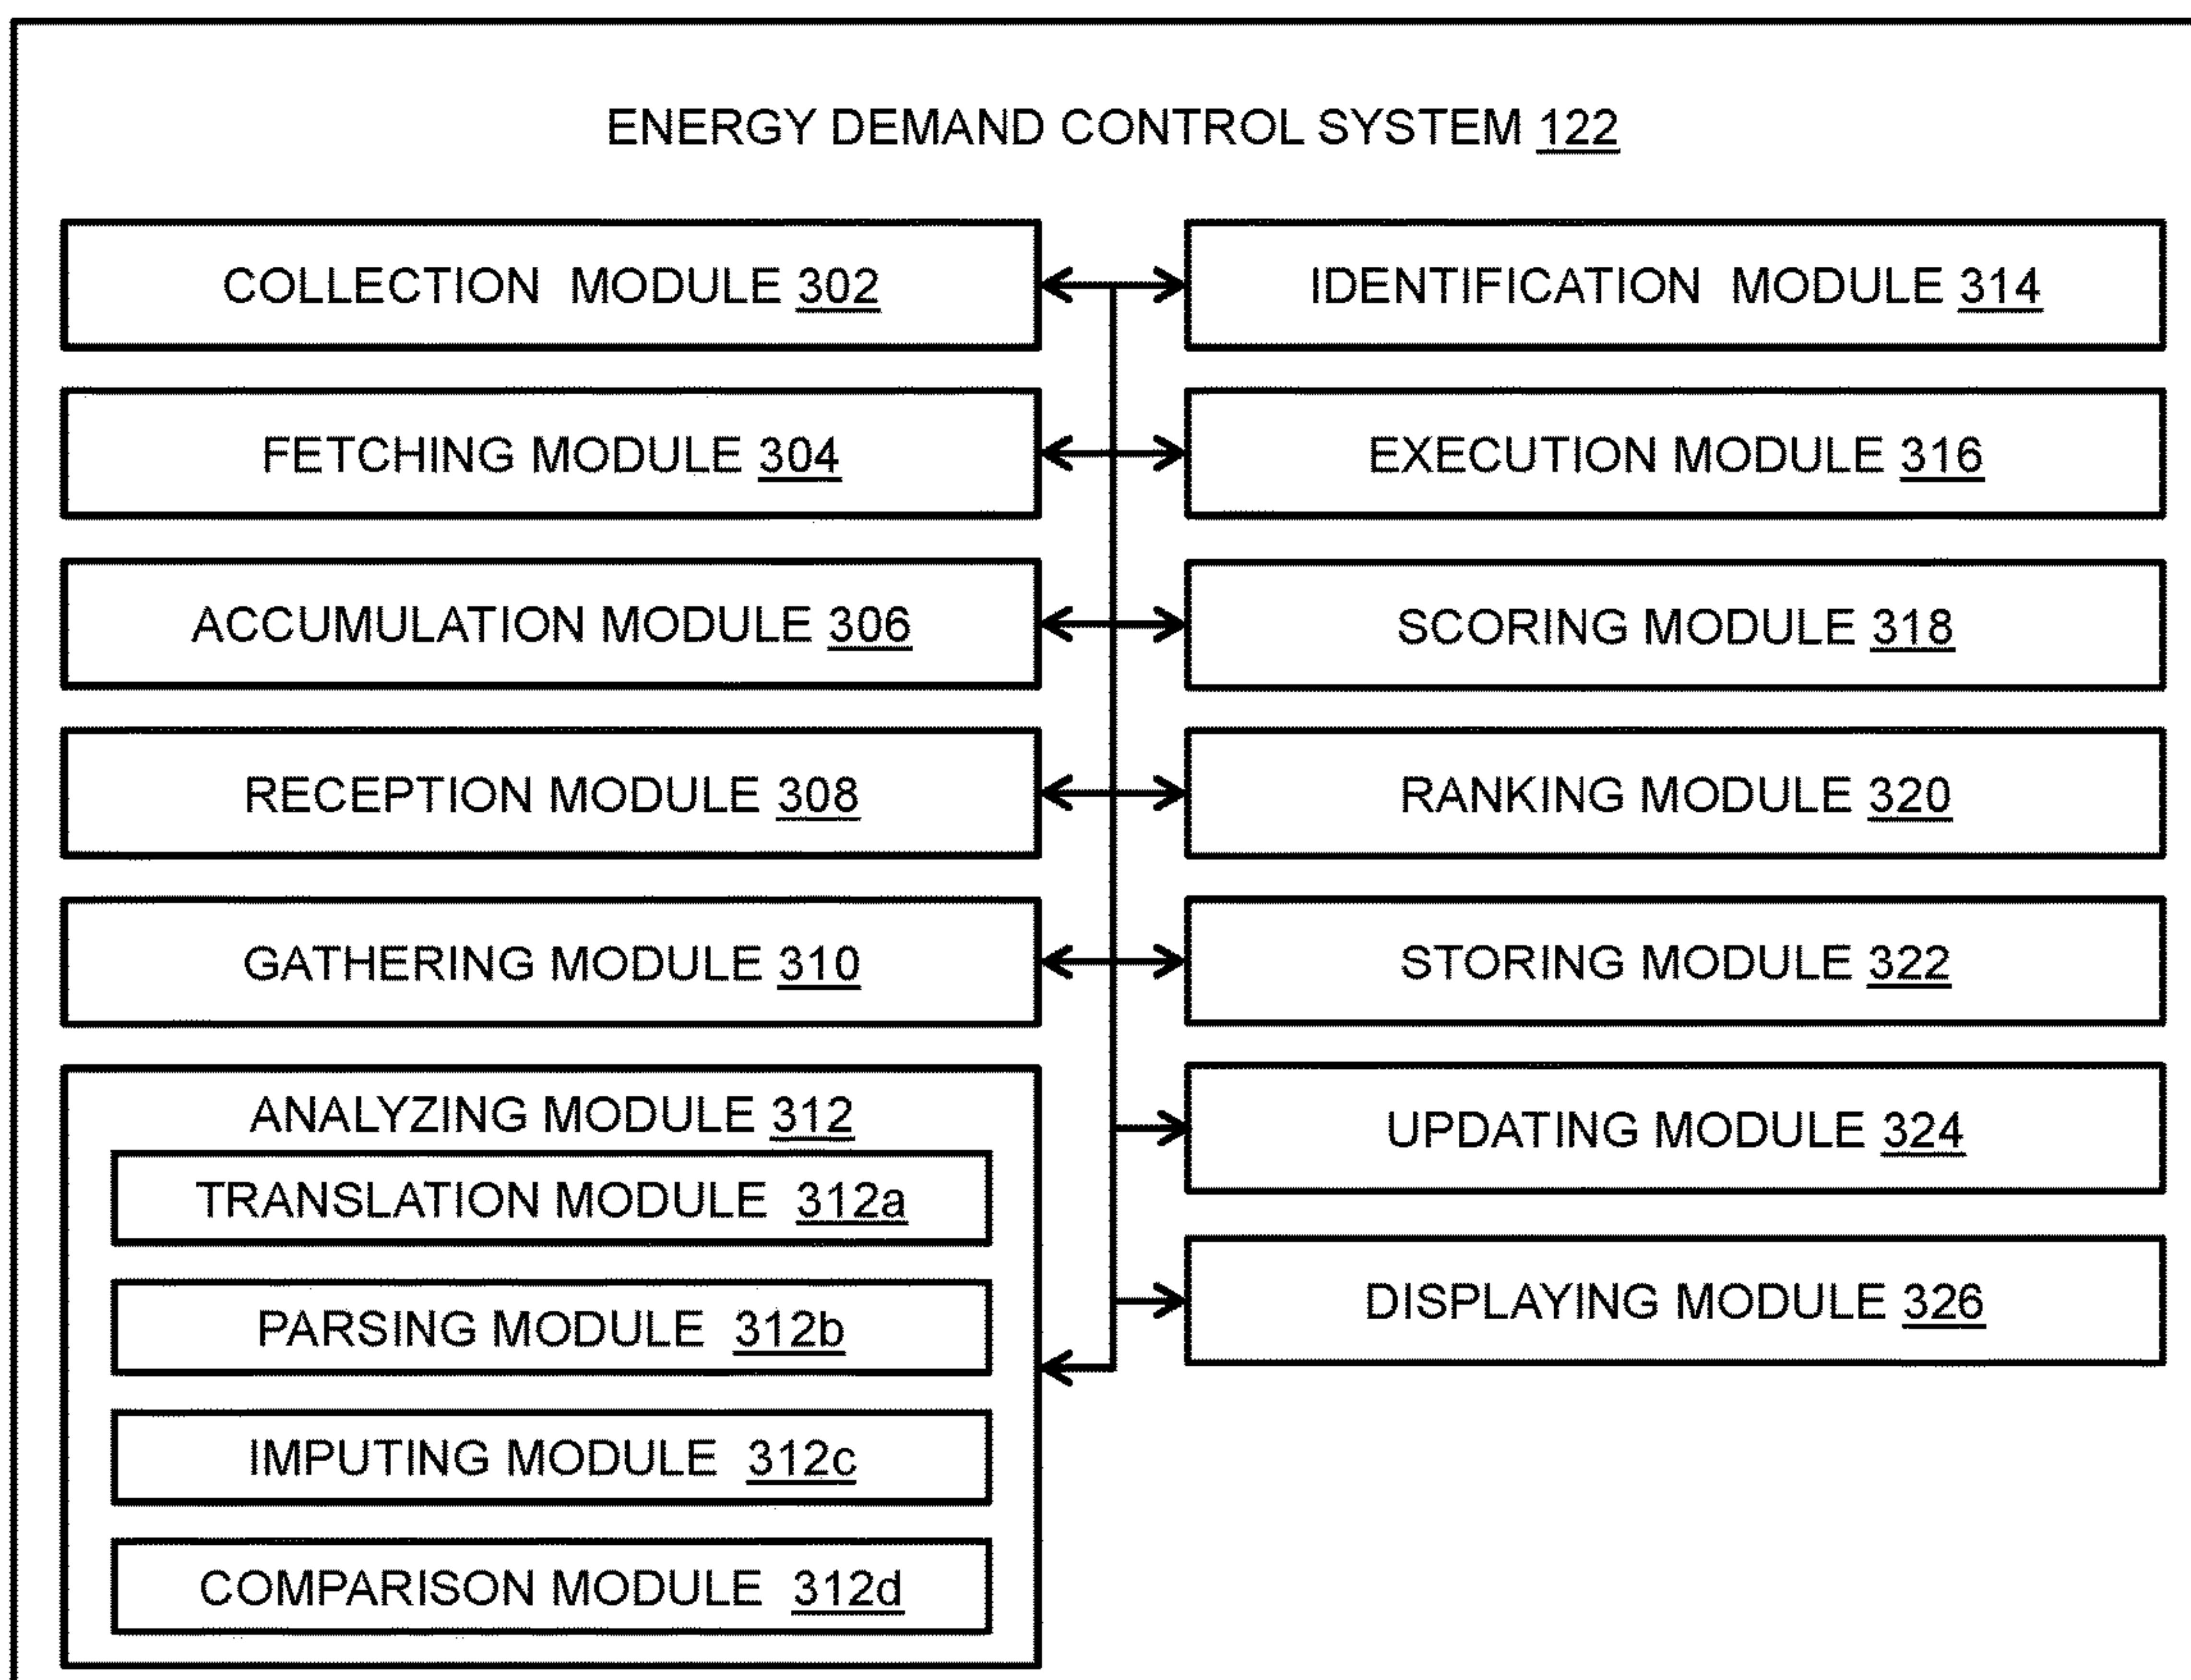 ENERGY DEMAND CONTROL SYSTEM 122
COLLECTION MODULE 302
FETCHING MODULE 304
ACCUMULATION MODULE 306
RECEPTION MODULE 308
GATHERING MODULE 310
ANALYZING MODULE 312
TRANSLATION MODULE 312a
PARSING MODULE 312b
IMPUTING MODULE 312c
COMPARISON MODULE 312d
IDENTIFICATION MODULE 314
EXECUTION MODULE 316
SCORING MODULE 318
RANKING MODULE 320
STORING MODULE 322
UPDATING MODULE 324
DISPLAYING MODULE 326